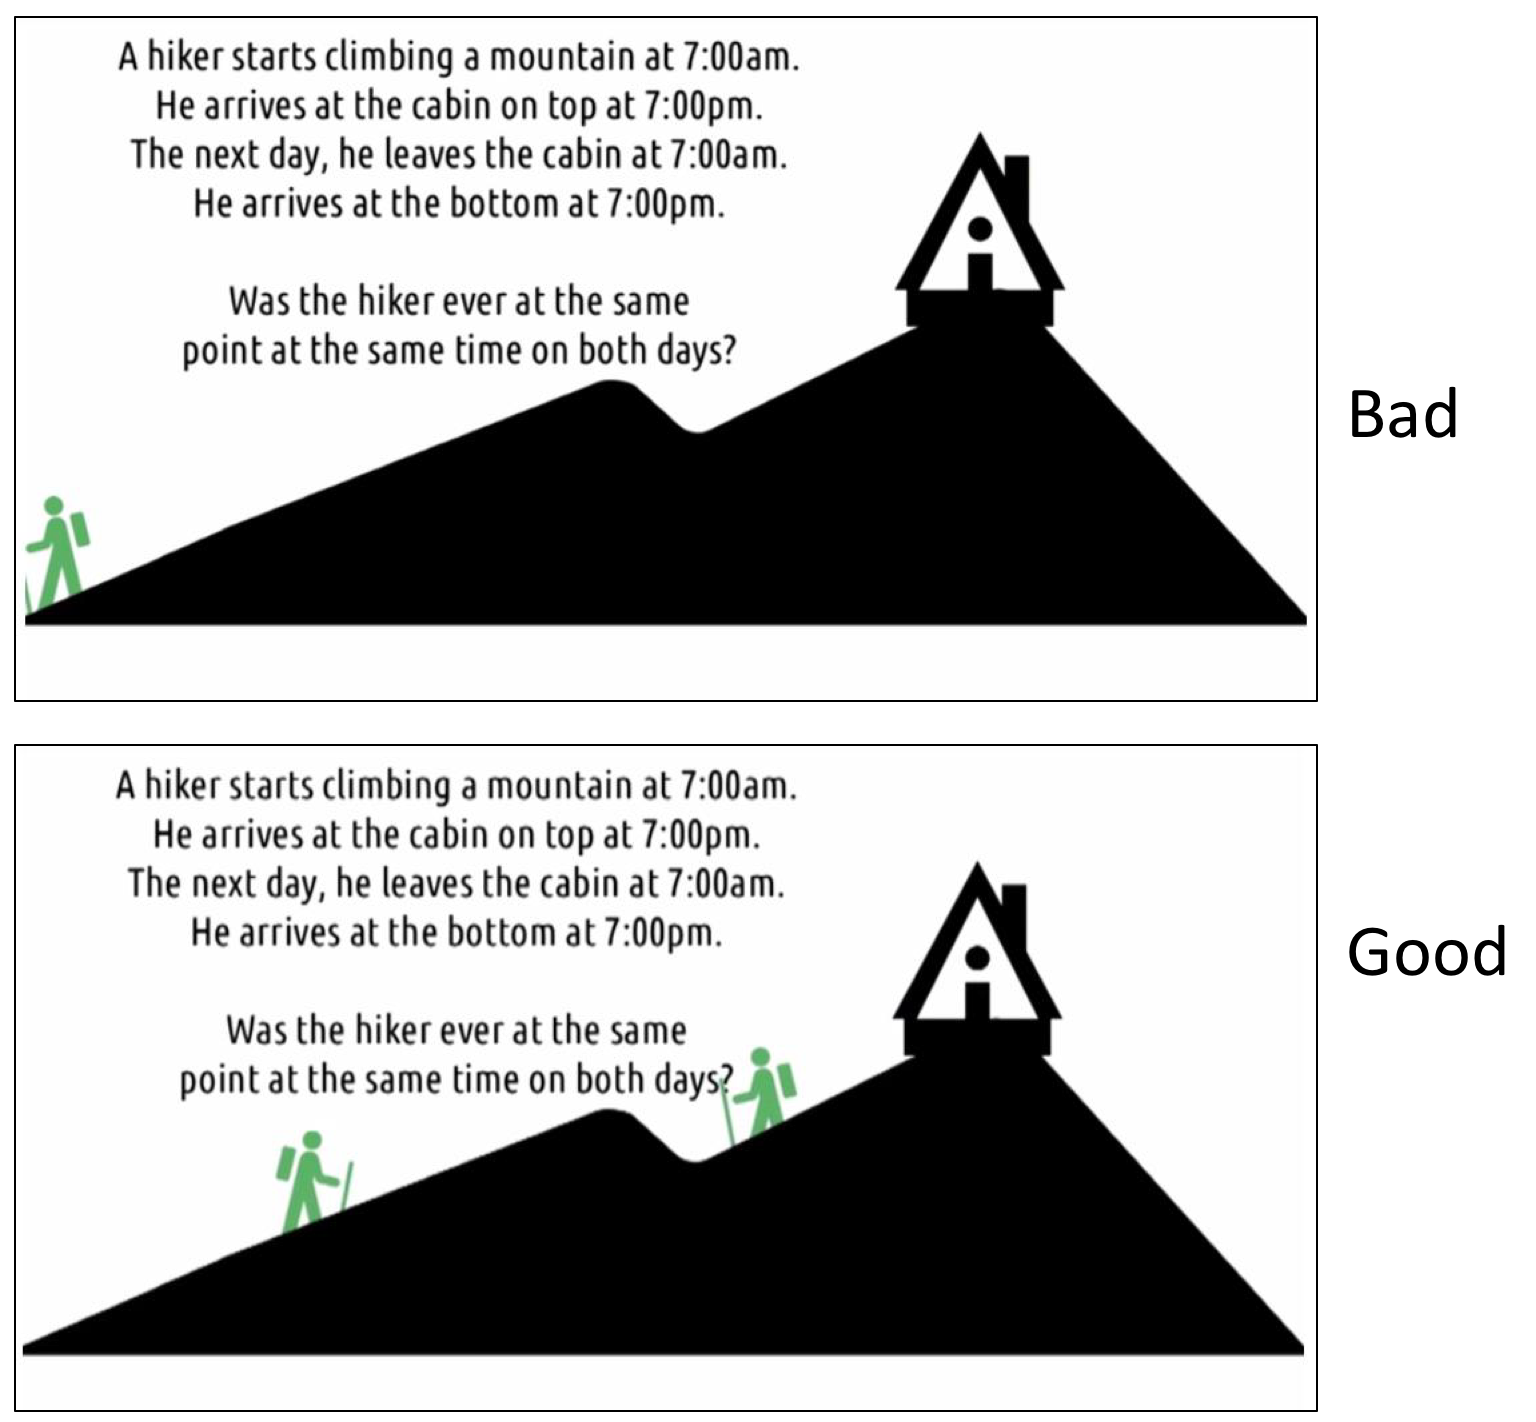 A hiker starts climbing a mountain at 7:00am.
He arrives at the cabin on top at 7:00pm.
The next day, he leaves the cabin at 7:00am.
He arrives at the bottom at 7:00pm.
Was the hiker ever at the same
point at the same time on both days?
Bad
A hiker starts climbing a mountain at 7:00am.
He arrives at the cabin on top at 7:00pm.
The next day, he leaves the cabin at 7:00am.
He arrives at the bottom at 7:00pm.
Was the hiker ever at the same
point at the same time on both days?
Good